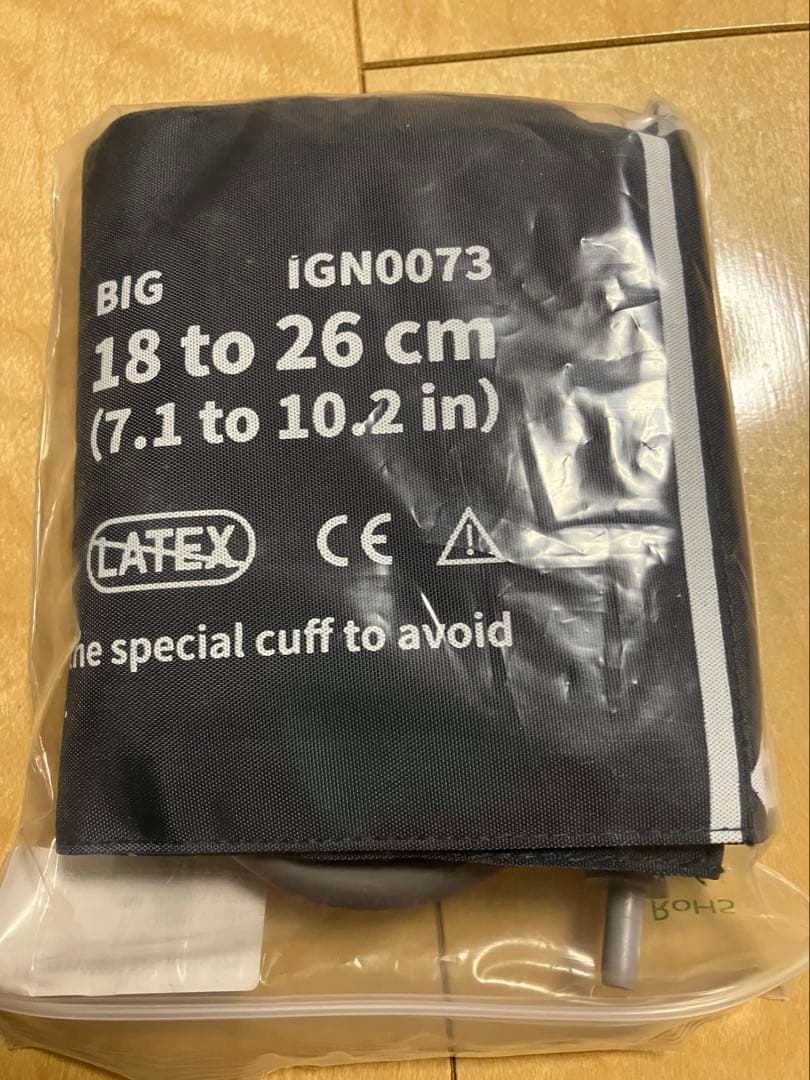 BIG iGN0073
18 to 26 cm
(7.1 to 10.2 in)
LATEX CE
he special cuff to avoid
RoHS